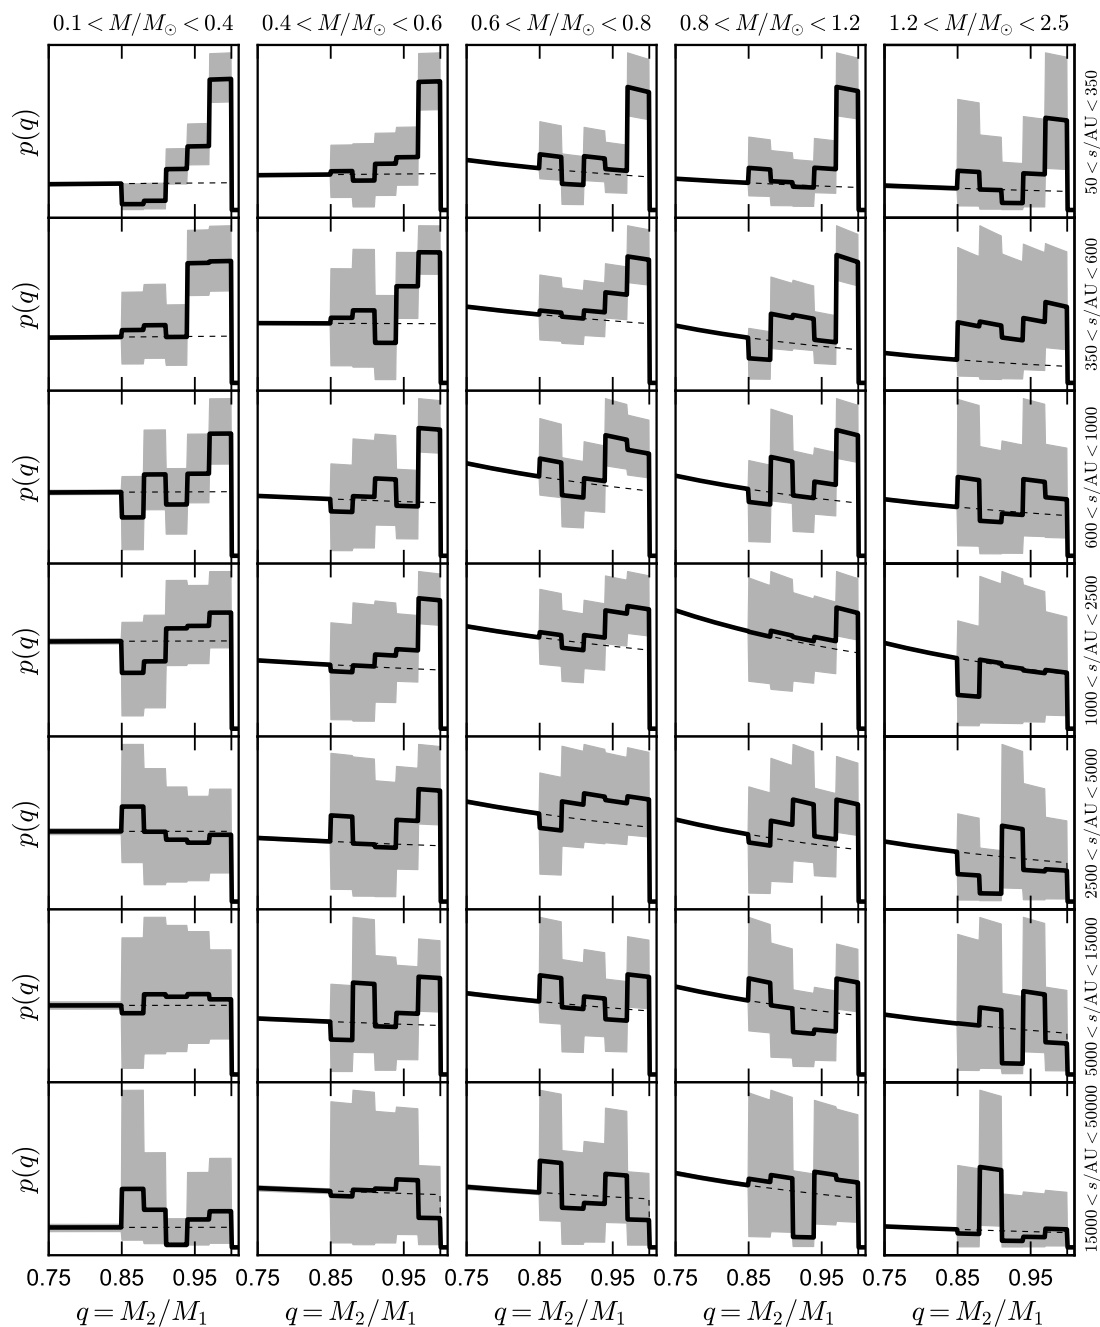 0.1 < M/M☉ < 0.4 0.4 < M/M☉ < 0.6 0.6 < M/M☉ < 0.8 0.8 < M/M☉ < 1.2 1.2 < M/M☉ < 2.5
p(q) 50 < s/AU < 350
p(q) 350 < s/AU < 600
p(q) 600 < s/AU < 1000
p(q) 1000 < s/AU < 2500
p(q) 2500 < s/AU < 5000
p(q) 5000 < s/AU < 15000
p(q) 15000 < s/AU < 50000
0.75 0.85 0.95 0.75 0.85 0.95 0.75 0.85 0.95 0.75 0.85 0.95 0.75 0.85 0.95
q = M₂/M₁ q = M₂/M₁ q = M₂/M₁ q = M₂/M₁ q = M₂/M₁